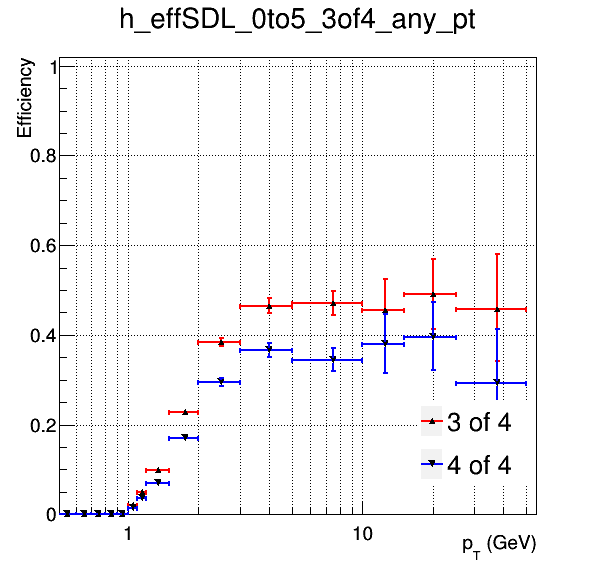 h_effSDL_0to5_3of4_any_pt
Efficiency
1
0.8
0.6
0.4
0.2
0
1
10
p_T (GeV)
3 of 4
4 of 4